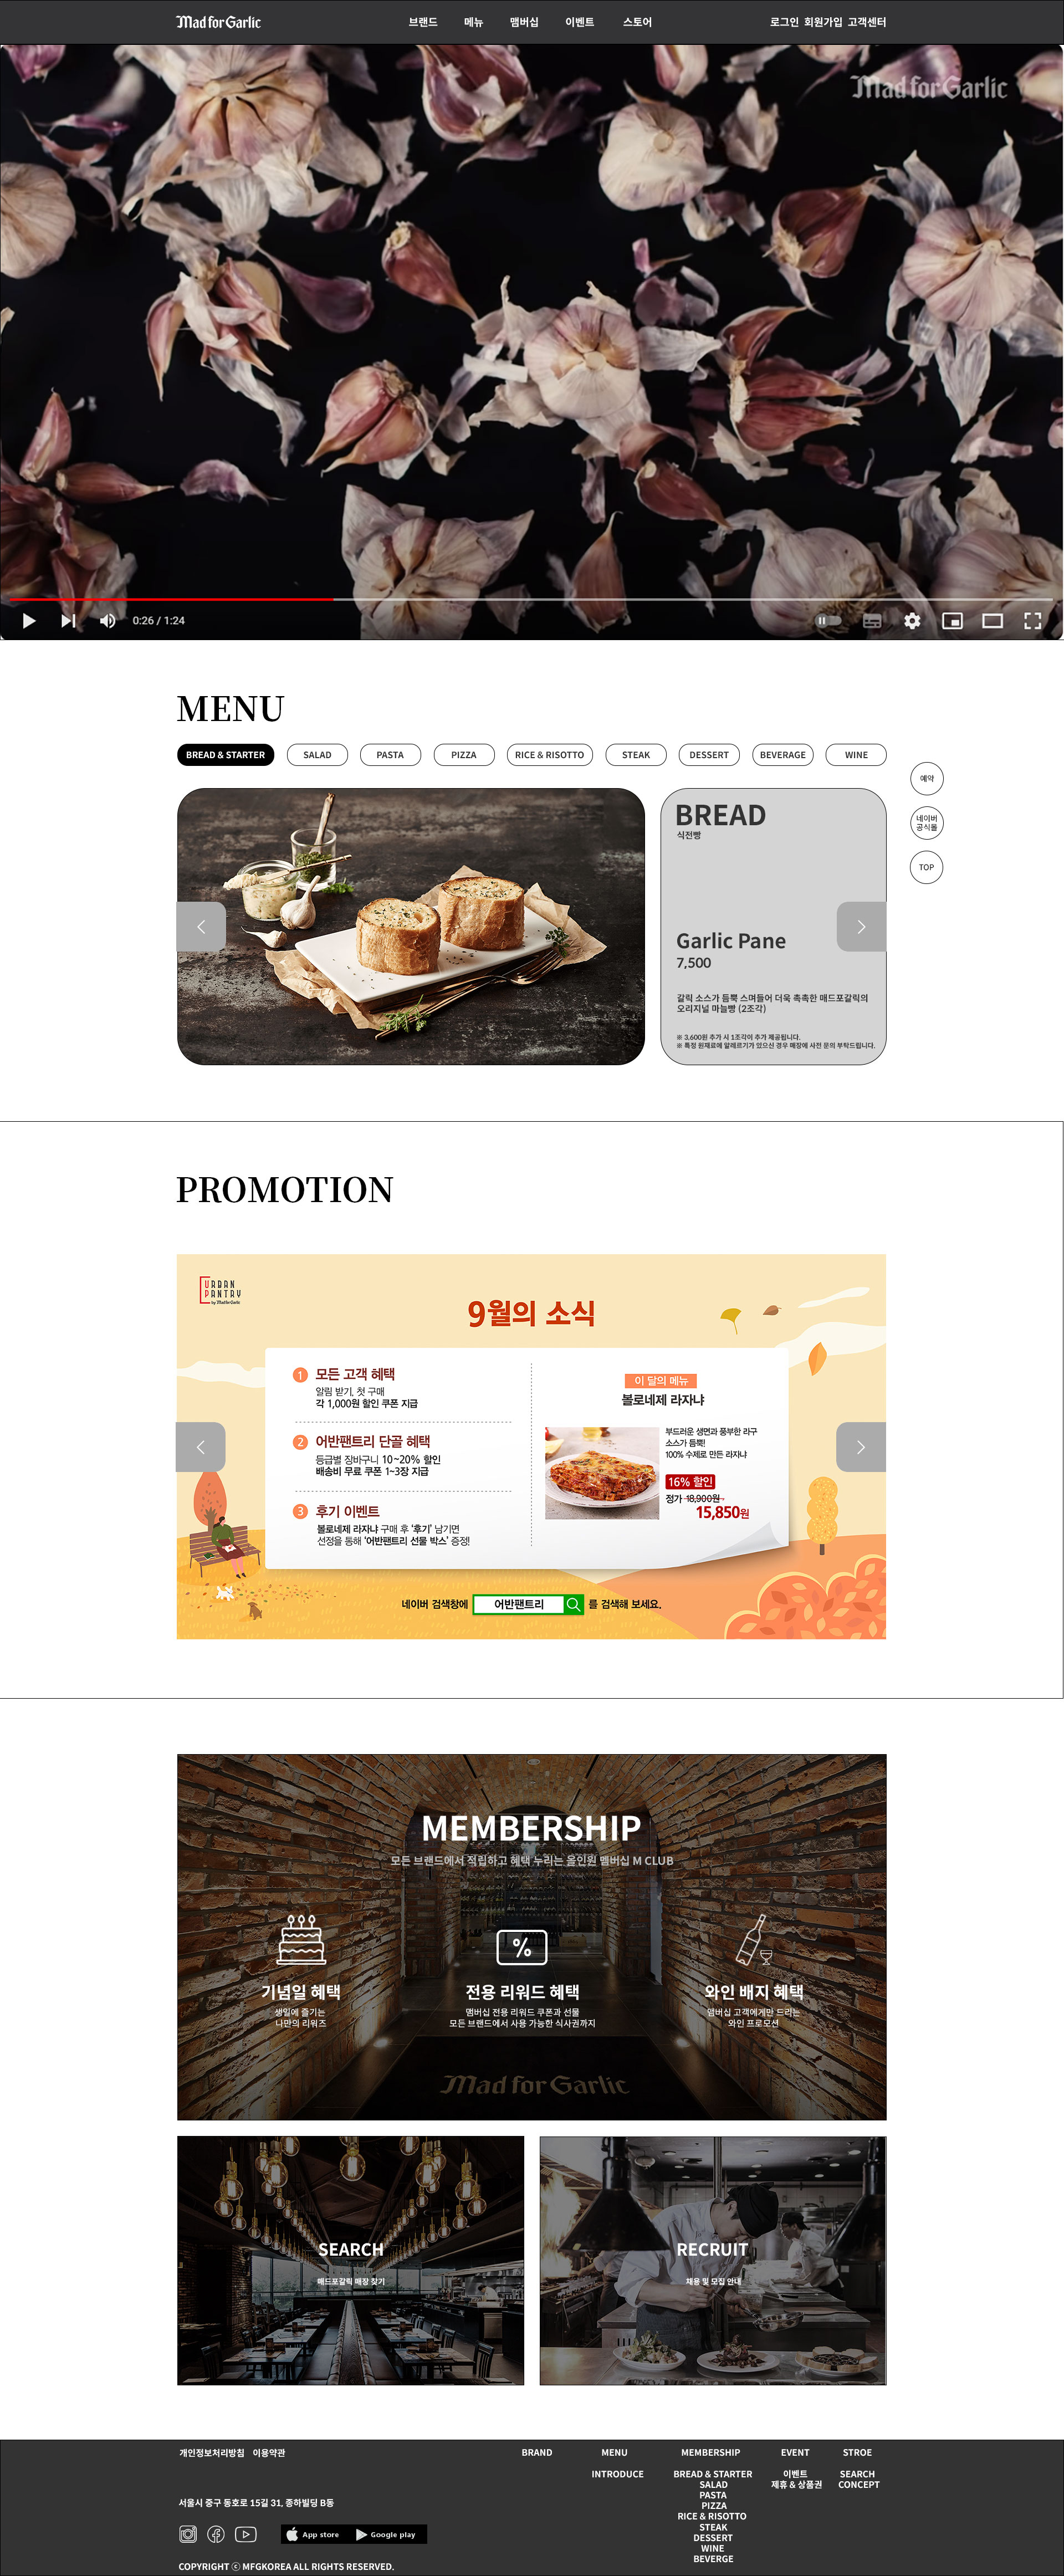 Mad for Garlic
브랜드 메뉴 맴버십 이벤트 스토어
로그인 회원가입 고객센터
Mad for Garlic
0:26 / 1:24
MENU
BREAD & STARTER SALAD PASTA PIZZA RICE & RISOTTO STEAK DESSERT BEVERAGE WINE
예약
네이버
공식몰
TOP
BREAD
식전빵
Garlic Pane
7,500
갈릭 소스가 듬뿍 스며들어 더욱 촉촉한 매드포갈릭의
오리지널 마늘빵 (2조각)
※ 3,600원 추가 시 1조각이 추가 제공됩니다.
※ 특정 원재료에 알레르기가 있으신 경우 매장에 사전 문의 부탁드립니다.
PROMOTION
URBAN
PANTRY
by Mad for Garlic
9월의 소식
1 모든 고객 혜택
알림 받기, 첫 구매
각 1,000원 할인 쿠폰 지급
2 어반팬트리 단골 혜택
등급별 장바구니 10~20% 할인
배송비 무료 쿠폰 1~3장 지급
3 후기 이벤트
볼로네제 라자냐 구매 후 '후기' 남기면
선정을 통해 '어반팬트리 선물 박스' 증정!
이 달의 메뉴
볼로네제 라자냐
부드러운 생면과 풍부한 라구
소스가 듬뿍!
100% 수제로 만든 라자냐
16% 할인
정가 18,900원
15,850원
네이버 검색창에 어반팬트리 를 검색해 보세요.
MEMBERSHIP
모든 브랜드에서 적립하고 혜택 누리는 올인원 멤버십 M CLUB
기념일 혜택
생일에 즐기는
나만의 리워즈
%
전용 리워드 혜택
맴버십 전용 리워드 쿠폰과 선물
모든 브랜드에서 사용 가능한 식사권까지
와인 배지 혜택
맴버십 고객에게만 드리는
와인 프로모션
Mad for Garlic
SEARCH
매드포갈릭 매장 찾기
RECRUIT
채용 및 모집 안내
개인정보처리방침 이용약관
서울시 중구 동호로 15길 31, 종하빌딩 B동
App store Google play
COPYRIGHT ⓒ MFGKOREA ALL RIGHTS RESERVED.
BRAND MENU MEMBERSHIP EVENT STROE
INTRODUCE
BREAD & STARTER
SALAD
PASTA
PIZZA
RICE & RISOTTO
STEAK
DESSERT
WINE
BEVERGE
이벤트
제휴 & 상품권
SEARCH
CONCEPT